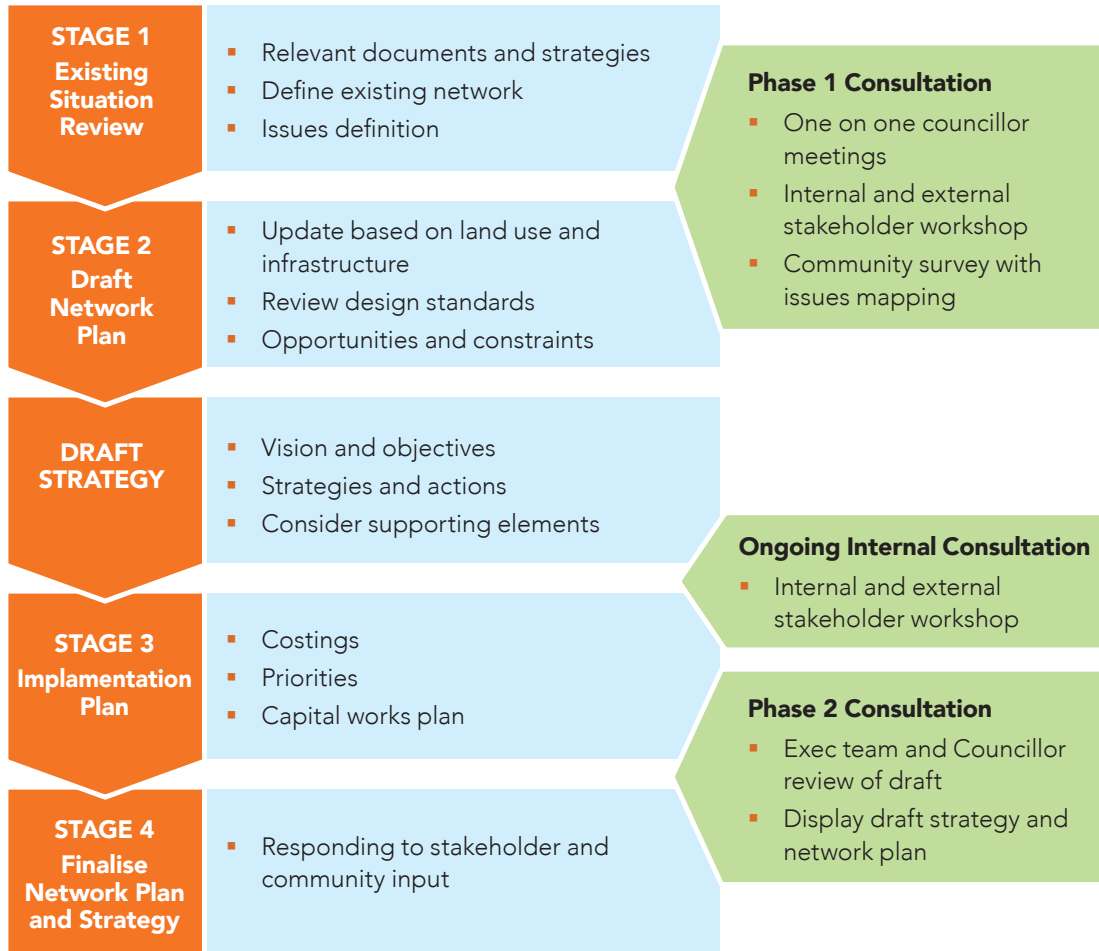 STAGE 1
Existing
Situation
Review
▪ Relevant documents and strategies
▪ Define existing network
▪ Issues definition
Phase 1 Consultation
▪ One on one councillor
meetings
▪ Internal and external
stakeholder workshop
▪ Community survey with
issues mapping
STAGE 2
Draft
Network
Plan
▪ Update based on land use and
infrastructure
▪ Review design standards
▪ Opportunities and constraints
DRAFT
STRATEGY
▪ Vision and objectives
▪ Strategies and actions
▪ Consider supporting elements
Ongoing Internal Consultation
▪ Internal and external
stakeholder workshop
STAGE 3
Implamentation
Plan
▪ Costings
▪ Priorities
▪ Capital works plan
Phase 2 Consultation
▪ Exec team and Councillor
review of draft
▪ Display draft strategy and
network plan
STAGE 4
Finalise
Network Plan
and Strategy
▪ Responding to stakeholder and
community input